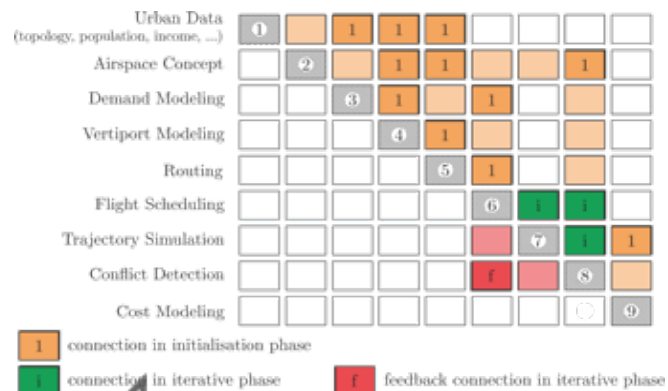 Urban Data
(topology, population, income, ...) 1 1 1 1
Airspace Concept 2 1 1 1
Demand Modeling 3 1 1
Vertiport Modeling 4 1
Routing 5 1
Flight Scheduling 6 i i
Trajectory Simulation 7 i 1
Conflict Detection f 8
Cost Modeling 9
1 connection in initialisation phase
i connection in iterative phase f feedback connection in iterative phase